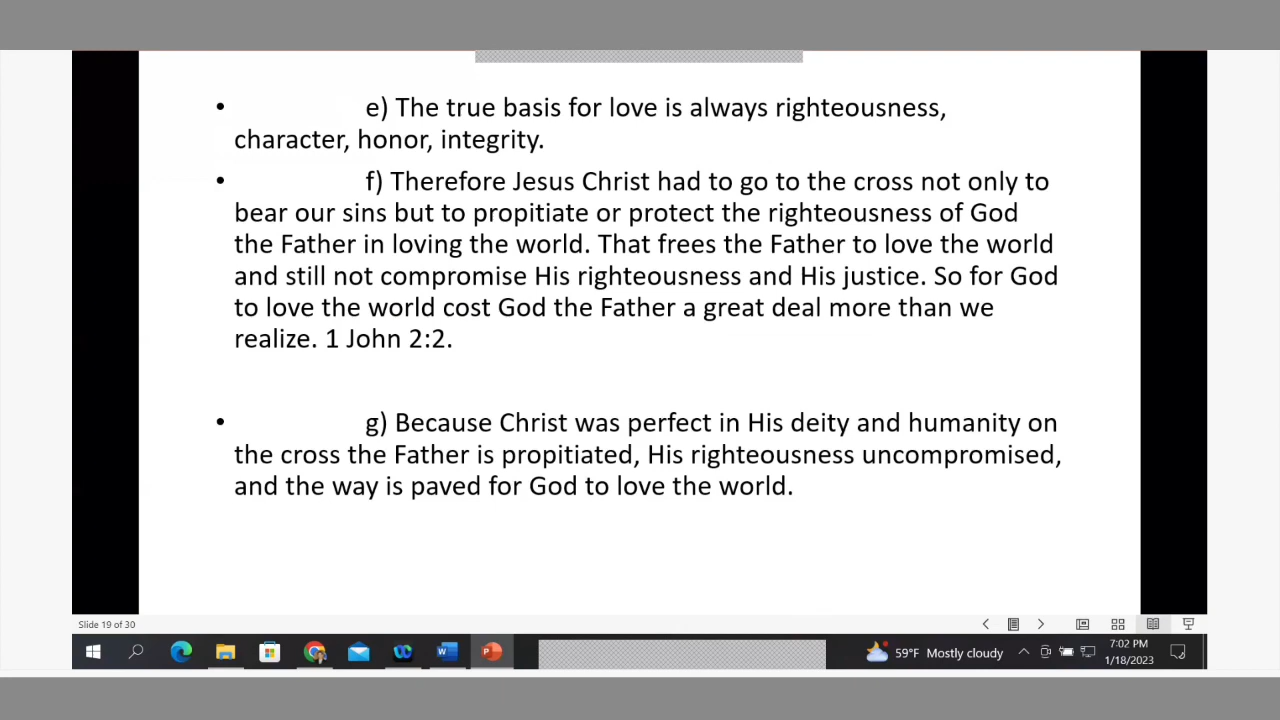 • e) The true basis for love is always righteousness,
character, honor, integrity.
• f) Therefore Jesus Christ had to go to the cross not only to
bear our sins but to propitiate or protect the righteousness of God
the Father in loving the world. That frees the Father to love the world
and still not compromise His righteousness and His justice. So for God
to love the world cost God the Father a great deal more than we
realize. 1 John 2:2.
• g) Because Christ was perfect in His deity and humanity on
the cross the Father is propitiated, His righteousness uncompromised,
and the way is paved for God to love the world.
Slide 19 of 30
59°F Mostly cloudy
7:02 PM
1/18/2023